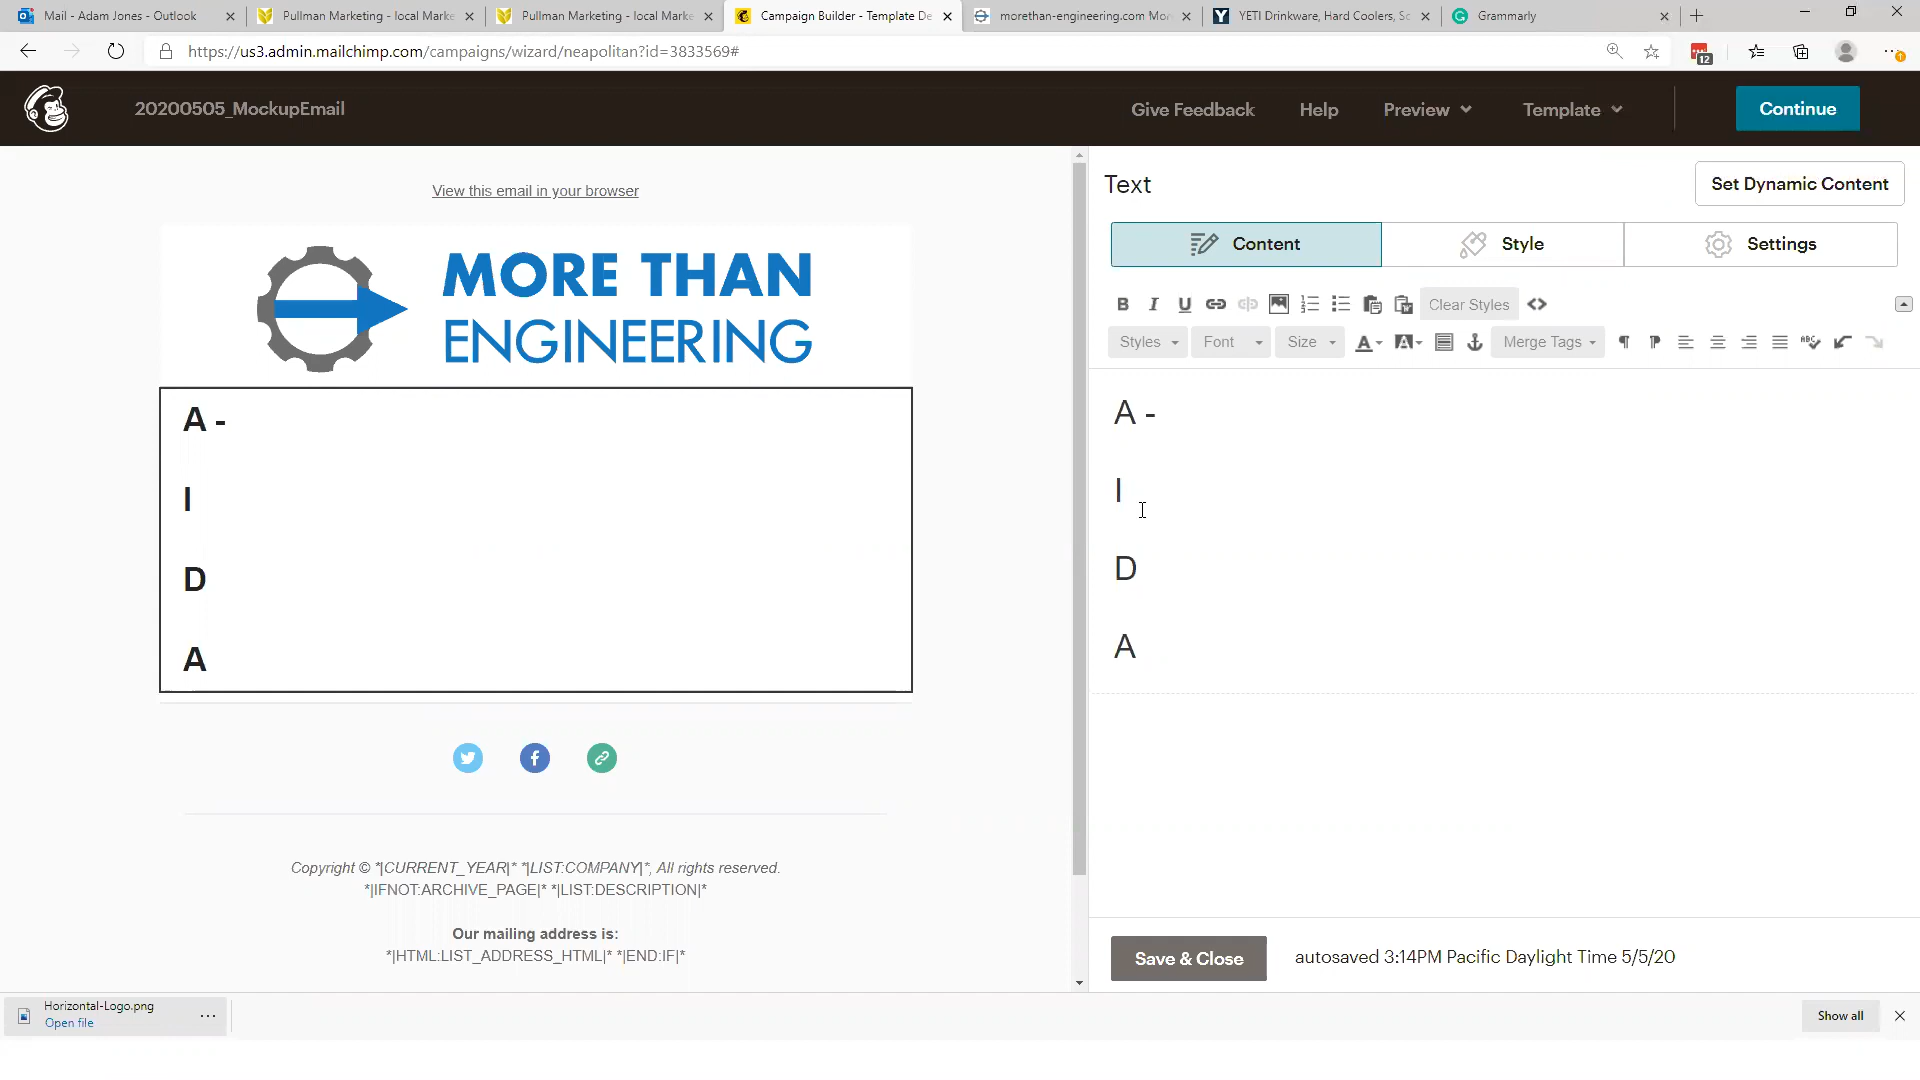 Mail - Adam Jones - Outlook
Pullman Marketing - local Marke
Pullman Marketing - local Marke
Campaign Builder - Template De
morethan-engineering.com Mor
YETI Drinkware, Hard Coolers, So
Grammarly
https://us3.admin.mailchimp.com/campaigns/wizard/neapolitan?id=3833569#
12
20200505_MockupEmail
Give Feedback
Help
Preview
Template
Continue
View this email in your browser
MORE THAN
ENGINEERING
A -
I
D
A
Copyright © *|CURRENT_YEAR|* *|LIST:COMPANY|*, All rights reserved.
*|IFNOT:ARCHIVE_PAGE|* *|LIST:DESCRIPTION|*
Our mailing address is:
*|HTML:LIST_ADDRESS_HTML|* *|END:IF|*
Text
Set Dynamic Content
Content
Style
Settings
B I U
Clear Styles
Styles
Font
Size
A
A
Merge Tags
ABC
A -
I
D
A
Save & Close
autosaved 3:14PM Pacific Daylight Time 5/5/20
Horizontal-Logo.png
Open file
Show all